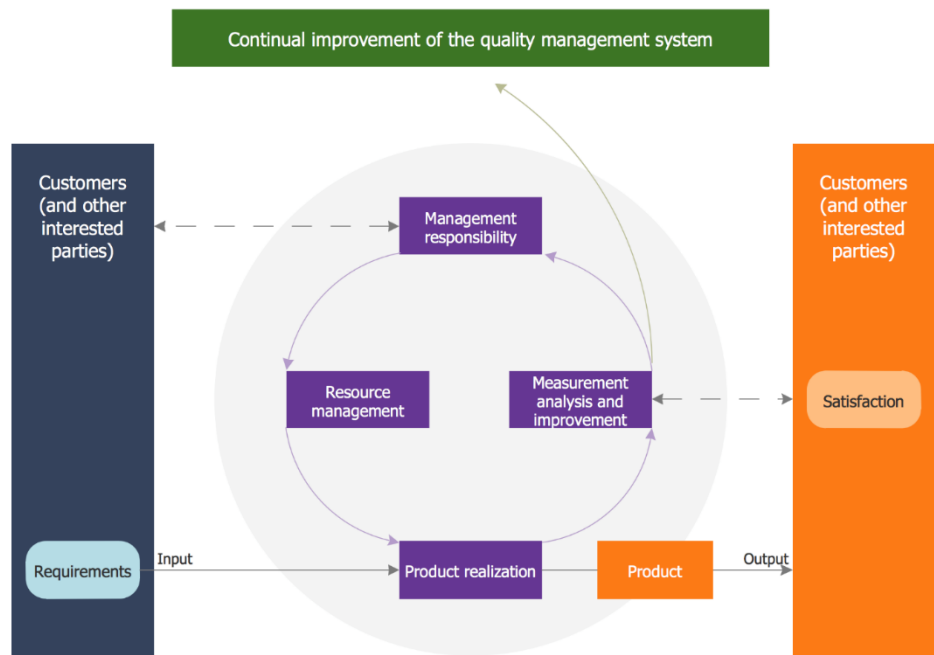 Continual improvement of the quality management system
Customers
(and other
interested
parties)
Management
responsibility
Customers
(and other
interested
parties)
Resource
management
Measurement
analysis and
improvement
Satisfaction
Requirements
Input
Product realization
Product
Output